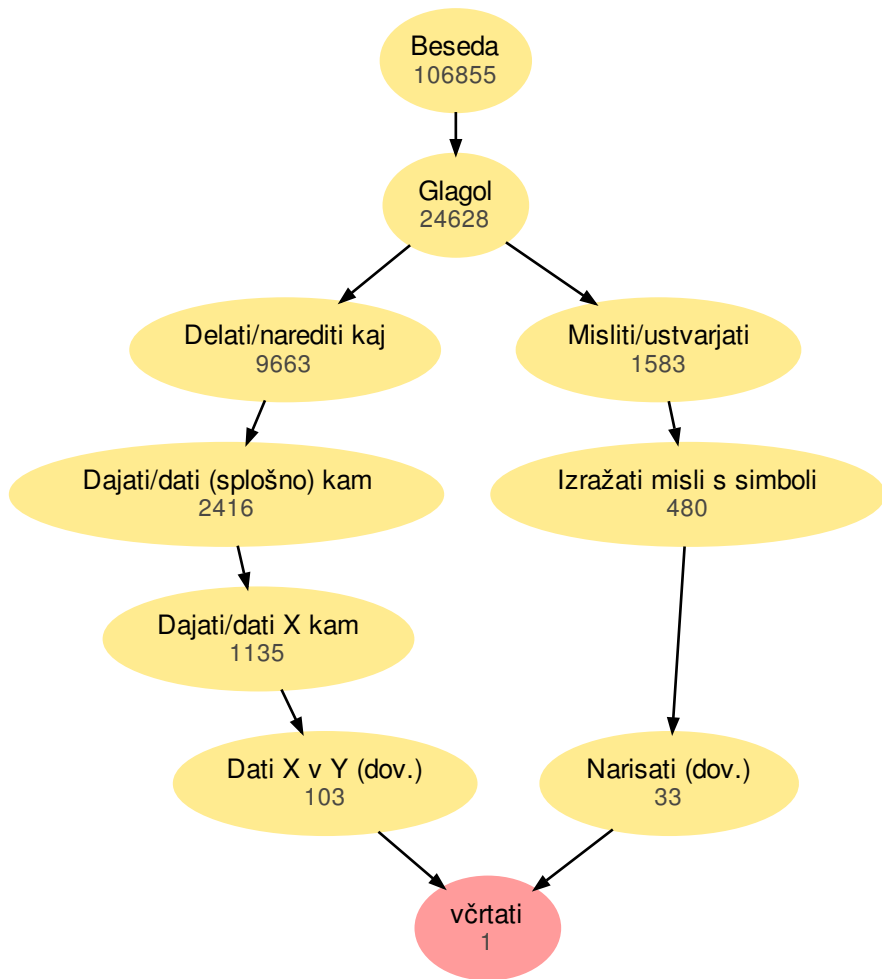 Beseda
106855
Glagol
24628
Delati/narediti kaj
9663
Misliti/ustvarjati
1583
Dajati/dati (splošno) kam
2416
Izražati misli s simboli
480
Dajati/dati X kam
1135
Dati X v Y (dov.)
103
Narisati (dov.)
33
včrtati
1